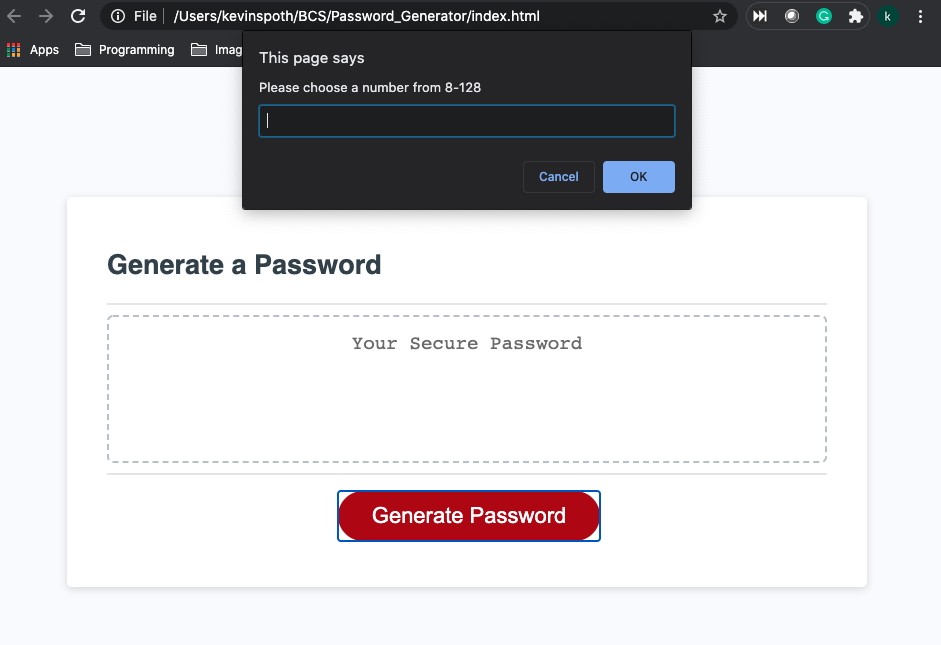 File /Users/kevinspoth/BCS/Password_Generator/index.html
k
Apps Programming Imag
This page says
Please choose a number from 8-128
Cancel OK
Generate a Password
Your Secure Password
Generate Password